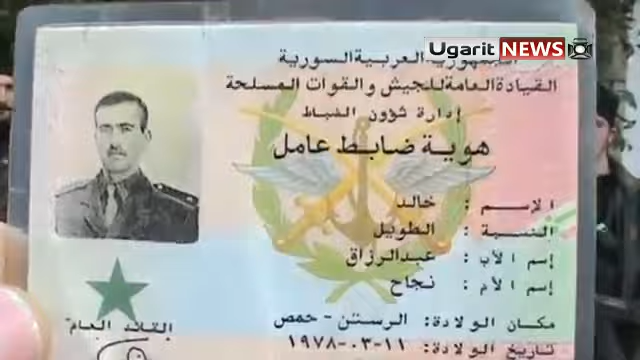 Ugarit NEWS
الجمهورية العربية السورية
القيادة العامة للجيش والقوات المسلحة
إدارة شؤون الضباط
هوية ضابط عامل
الإسم : خالد
النسبة : الطويل
إسم الأب : عبدالرزاق
إسم الأم : نجاح
مكان الولادة: الرستن - حمص
تاريخ الولادة: ١١-٠٣-١٩٧٨
القائد العام